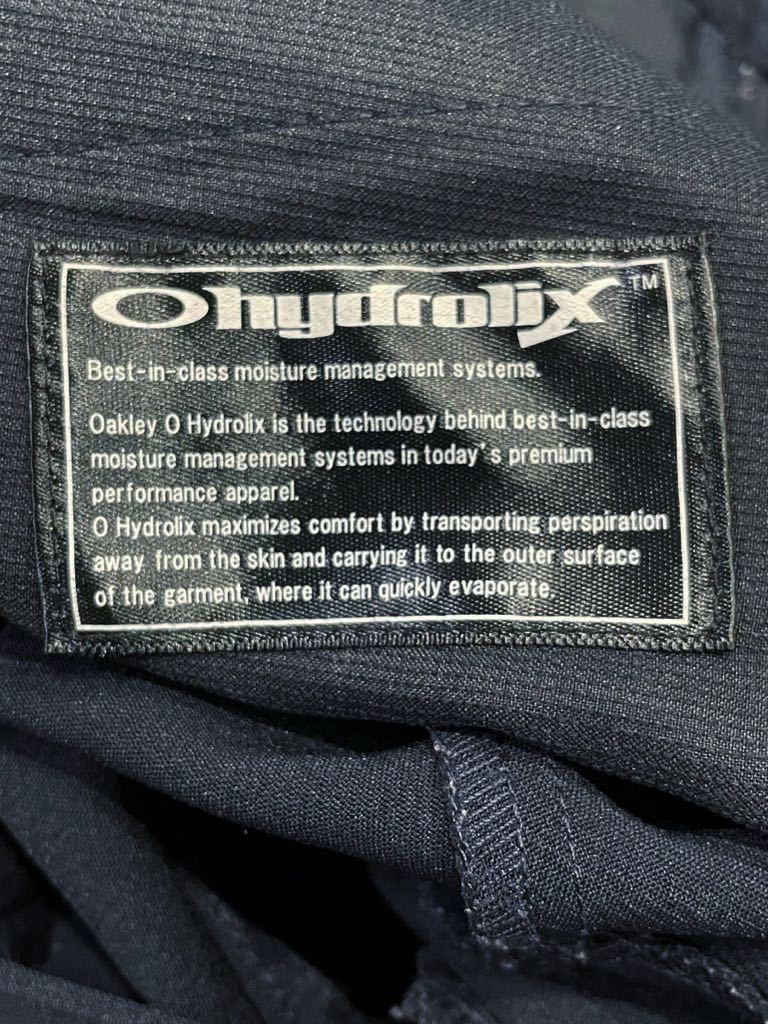 O hydrolix™
Best-in-class moisture management systems.
Oakley O Hydrolix is the technology behind best-in-class
moisture management systems in today's premium
performance apparel.
O Hydrolix maximizes comfort by transporting perspiration
away from the skin and carrying it to the outer surface
of the garment, where it can quickly evaporate.